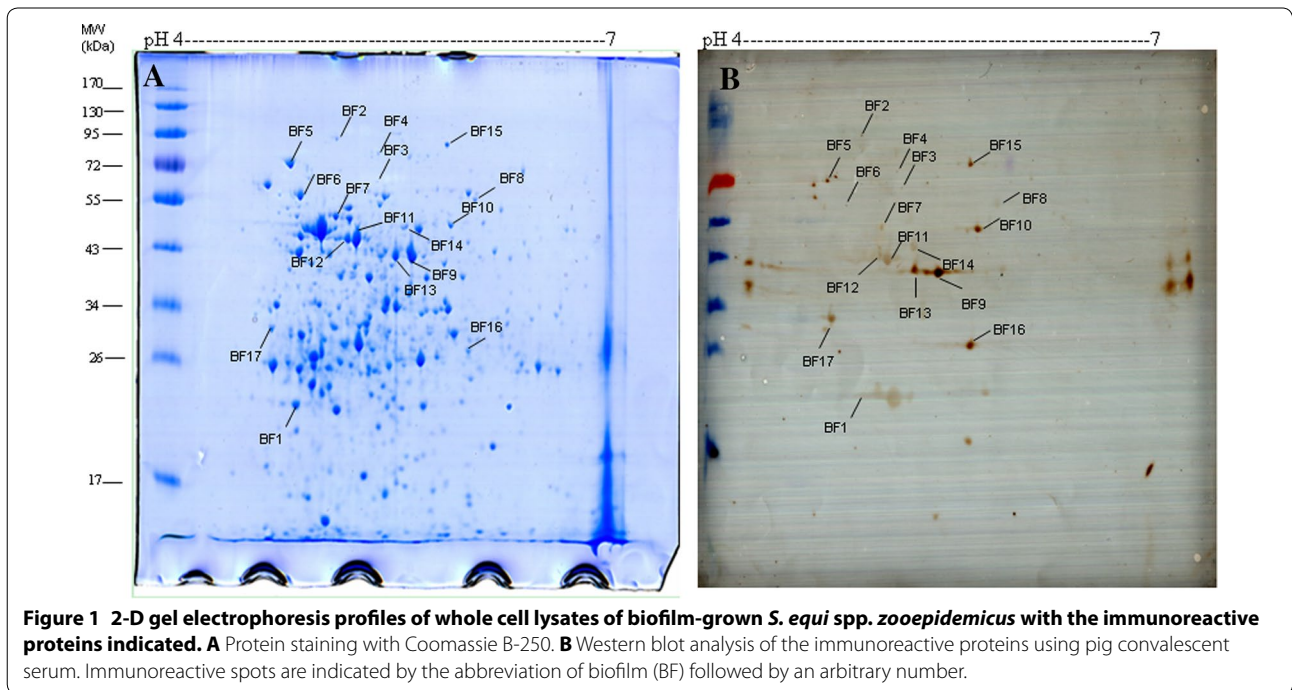 MW
(kDa)
pH 4------------------------------------------7
A
170
130
95
72
55
43
34
26
17
BF2
BF4
BF5
BF15
BF3
BF6
BF7
BF8
BF10
BF11
BF14
BF12
BF9
BF13
BF16
BF17
BF1
pH 4------------------------------------------7
B
BF2
BF4
BF5
BF3
BF15
BF6
BF8
BF7
BF10
BF11
BF14
BF12
BF9
BF13
BF16
BF17
BF1
Figure 1 2-D gel electrophoresis profiles of whole cell lysates of biofilm-grown S. equi spp. zooepidemicus with the immunoreactive
proteins indicated. A Protein staining with Coomassie B-250. B Western blot analysis of the immunoreactive proteins using pig convalescent
serum. Immunoreactive spots are indicated by the abbreviation of biofilm (BF) followed by an arbitrary number.